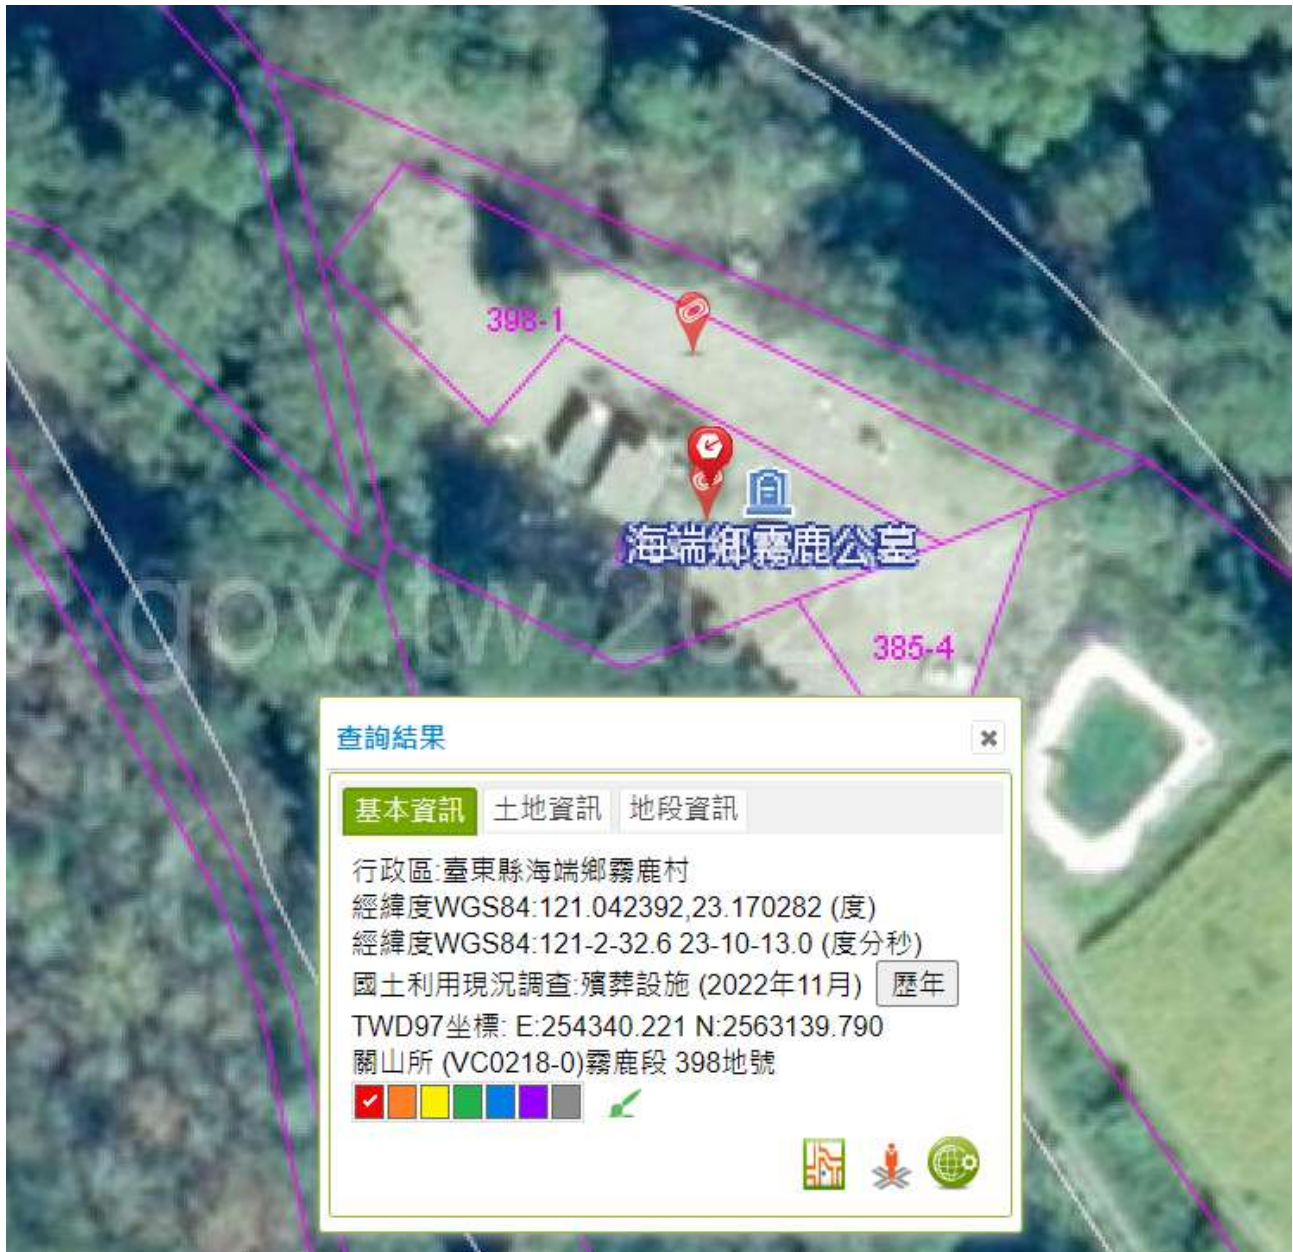 398-1
海端鄉霧鹿公墓
o.gov.tw 202
385-4
查詢結果
基本資訊 土地資訊 地段資訊
行政區:臺東縣海端鄉霧鹿村
經緯度WGS84:121.042392,23.170282 (度)
經緯度WGS84:121-2-32.6 23-10-13.0 (度分秒)
國土利用現況調查:殯葬設施 (2022年11月) 歷年
TWD97坐標: E:254340.221 N:2563139.790
關山所 (VC0218-0)霧鹿段 398地號